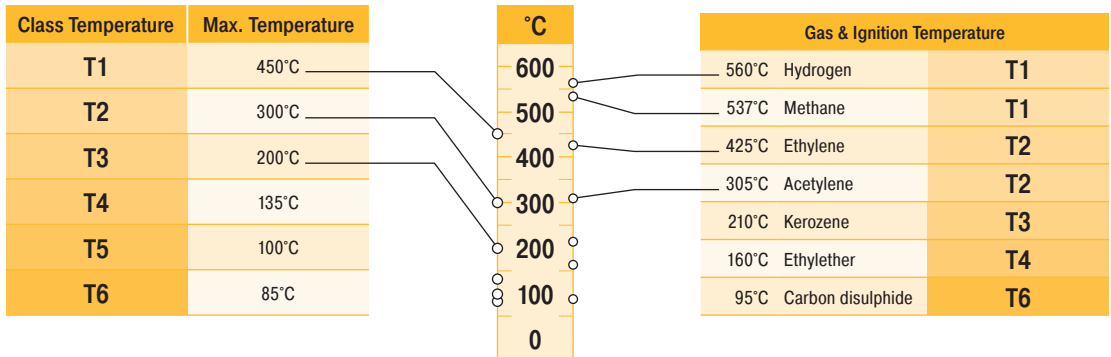 Class Temperature Max. Temperature
T1 450°C
T2 300°C
T3 200°C
T4 135°C
T5 100°C
T6 85°C
°C
600
500
400
300
200
100
0
Gas & Ignition Temperature
560°C Hydrogen T1
537°C Methane T1
425°C Ethylene T2
305°C Acetylene T2
210°C Kerozene T3
160°C Ethylether T4
95°C Carbon disulphide T6